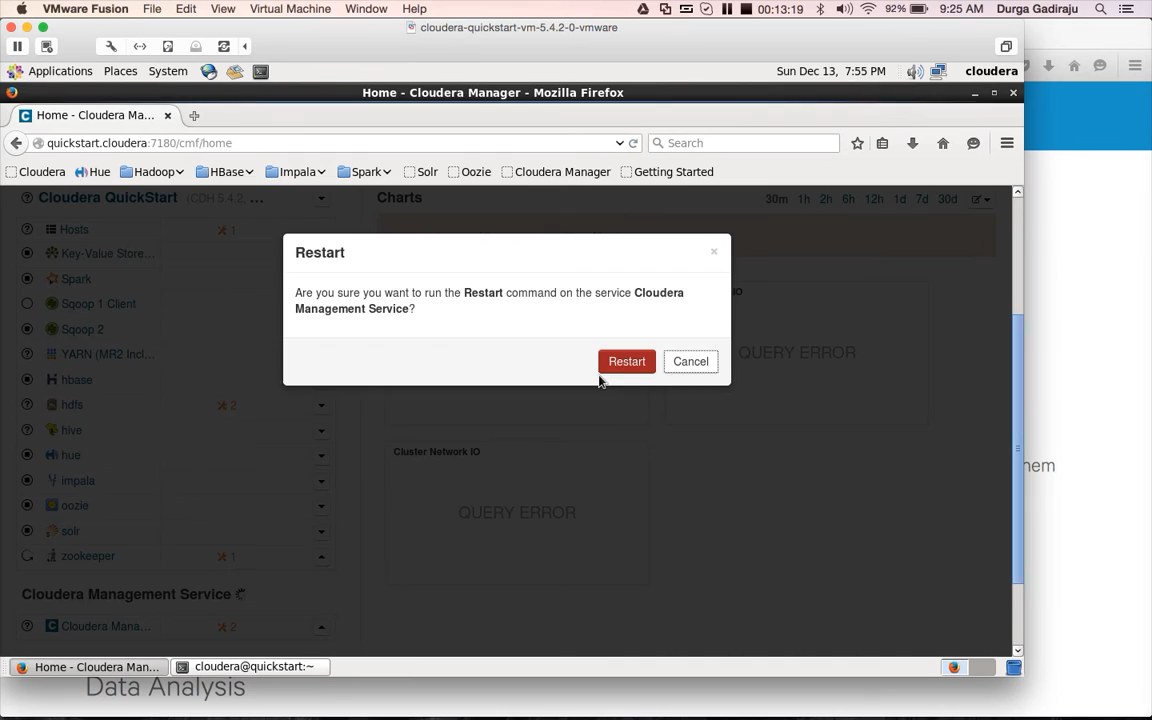 VMware Fusion File Edit View Virtual Machine Window Help 00:13:19 92% 9:25 AM Durga Gadiraju
cloudera-quickstart-vm-5.4.2-0-vmware
Applications Places System Sun Dec 13, 7:55 PM cloudera
Home - Cloudera Manager - Mozilla Firefox
Home - Cloudera Ma...
quickstart.cloudera:7180/cmf/home Search
Cloudera Hue Hadoop HBase Impala Spark Solr Oozie Cloudera Manager Getting Started
Cloudera QuickStart (CDH 5.4.2, ... Charts 30m 1h 2h 6h 12h 1d 7d 30d
Hosts 1
Key-Value Store...
Spark
Sqoop 1 Client
Sqoop 2
YARN (MR2 Incl...
hbase
hdfs 2
hive
hue
impala
oozie
solr
zookeeper 1
Cloudera Management Service
Cloudera Mana... 2
Restart
Are you sure you want to run the Restart command on the service Cloudera
Management Service?
Restart Cancel
IO
QUERY ERROR
Cluster Network IO
QUERY ERROR
Home - Cloudera Man... cloudera@quickstart:~
hem
Data Analysis